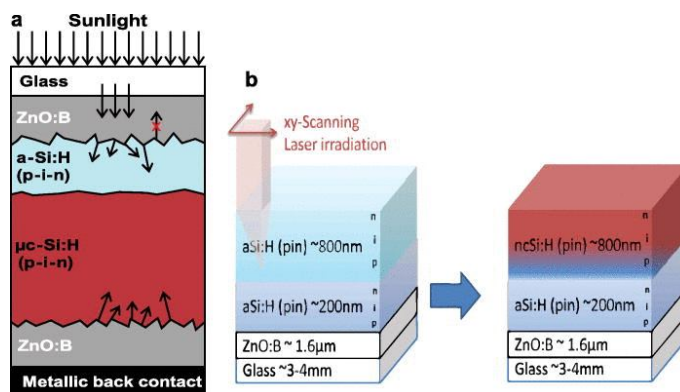 a
Sunlight
Glass
ZnO:B
a-Si:H
(p-i-n)
µc-Si:H
(p-i-n)
ZnO:B
Metallic back contact
b
xy-Scanning
Laser irradiation
n
aSi:H (pin) ~800nm
i
p
aSi:H (pin) ~200nm
n
i
p
ZnO:B ~ 1.6µm
Glass ~3-4mm
n
ncSi:H (pin) ~800nm
i
p
aSi:H (pin) ~200nm
n
i
p
ZnO:B ~ 1.6µm
Glass ~3-4mm